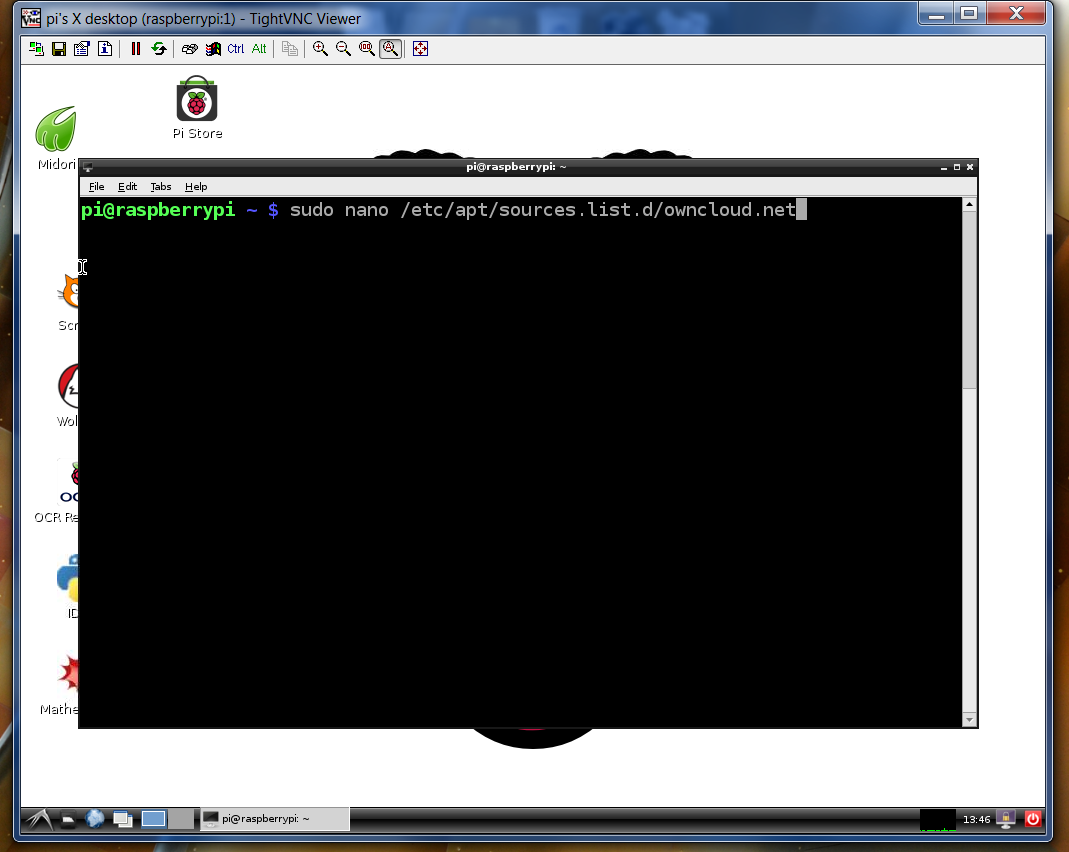 pi's X desktop (raspberrypi:1) - TightVNC Viewer
Ctrl Alt
Pi Store
Midori
pi@raspberrypi: ~
File Edit Tabs Help
pi@raspberrypi ~ $ sudo nano /etc/apt/sources.list.d/owncloud.net
Scr
Wol
OC
OCR Re
ID
Mathe
pi@raspberrypi: ~
13:46